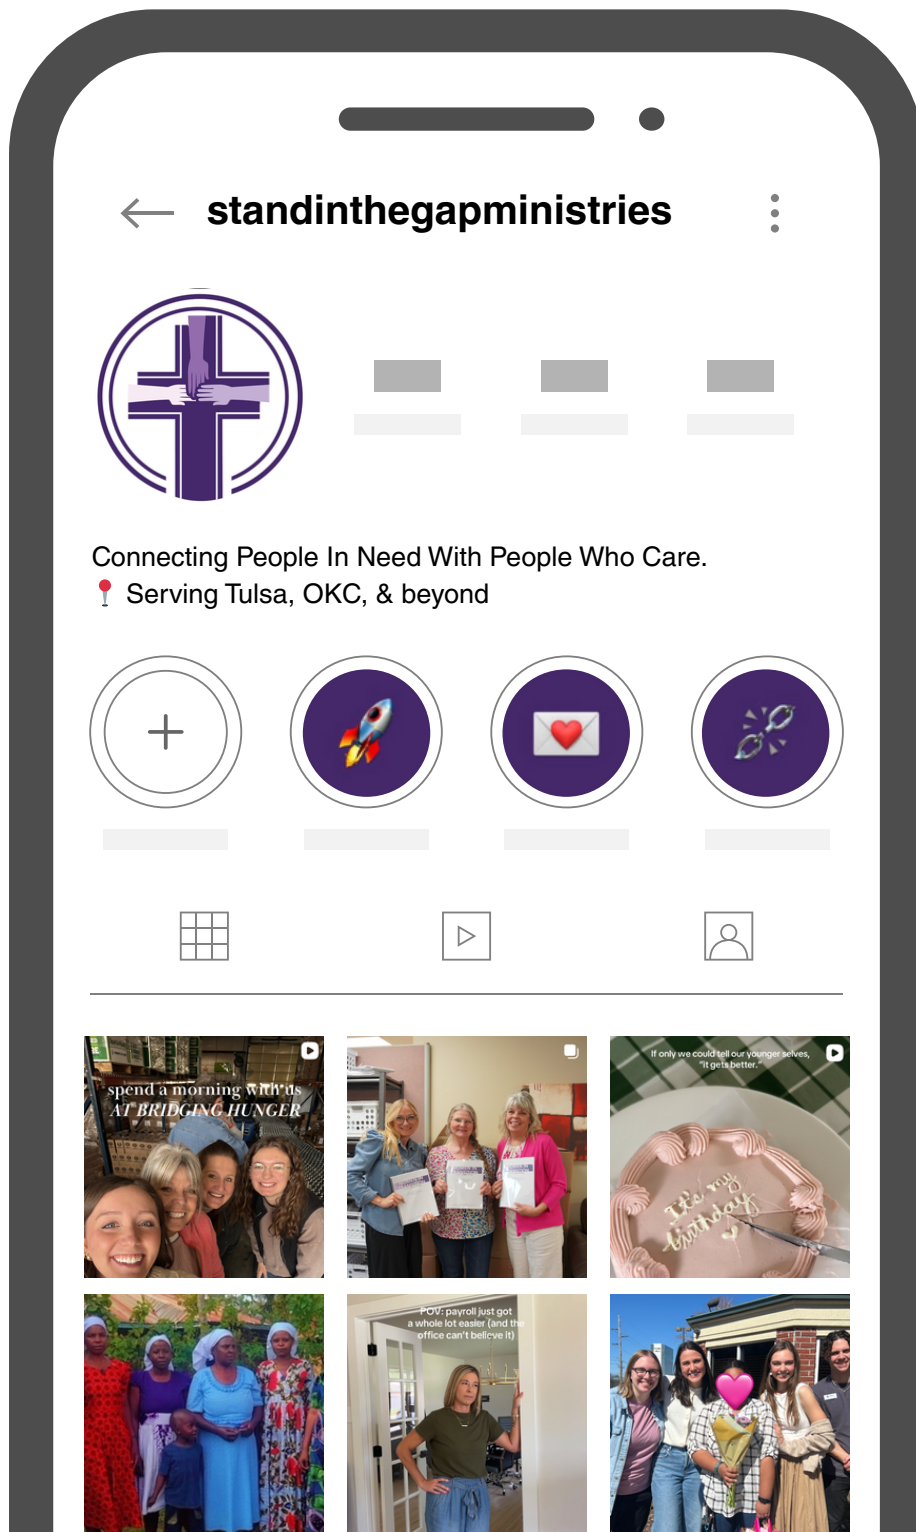 standinthegapministries
Connecting People In Need With People Who Care.
📍 Serving Tulsa, OKC, & beyond
spend a morning with us
AT BRIDGING HUNGER
If only we could tell our younger selves,
"it gets better."
It's my
birthday
POV: payroll just got
a whole lot easier (and the
office can't believe it)